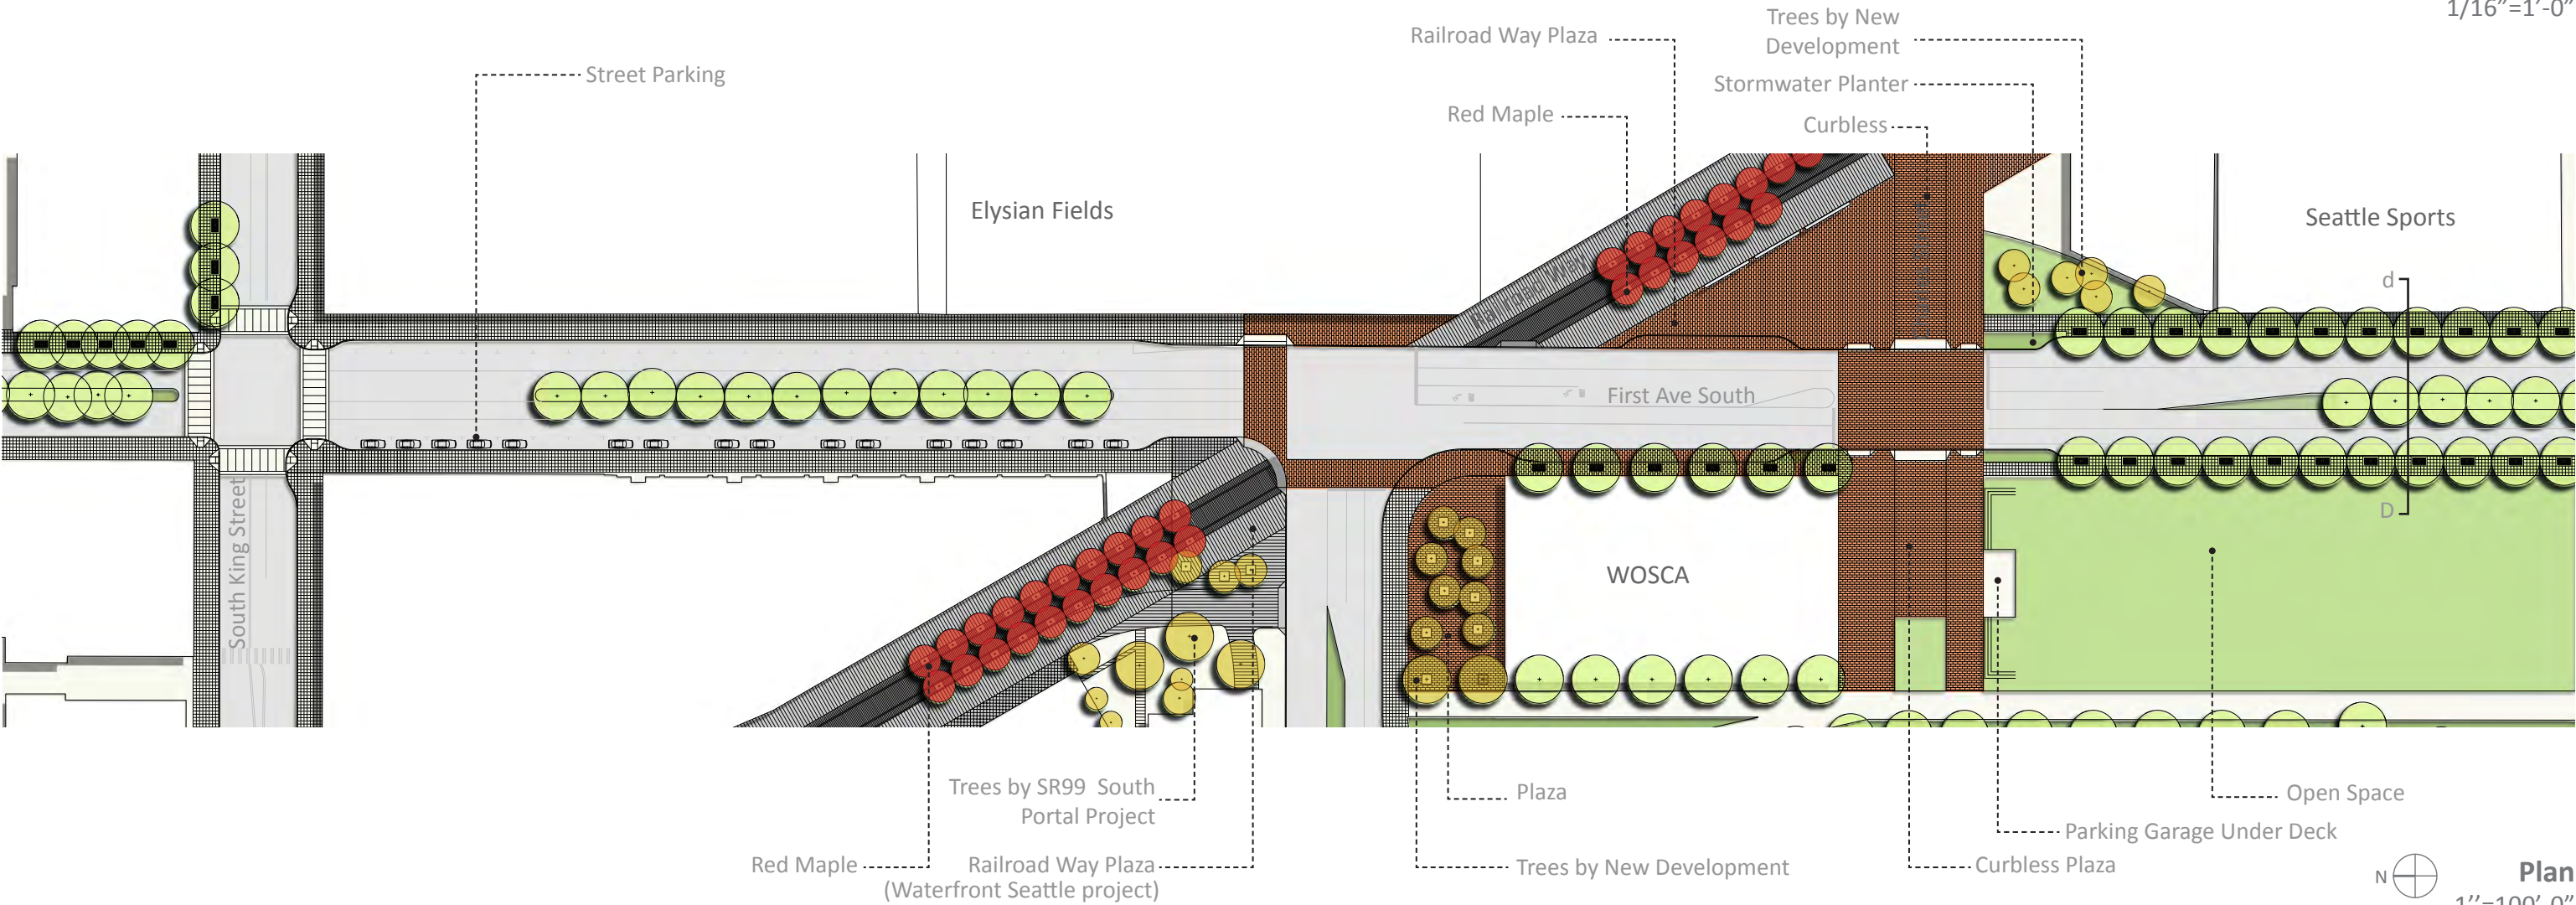 1/16"=1'-0"
Trees by New
Development
Railroad Way Plaza
Street Parking
Stormwater Planter
Red Maple
Curbless
Elysian Fields
Seattle Sports
Railroad Way
d
First Ave South
South King Street
D
WOSCA
Trees by SR99 South
Portal Project
Plaza
Open Space
Parking Garage Under Deck
Red Maple
Railroad Way Plaza
(Waterfront Seattle project)
Trees by New Development
Curbless Plaza
N
Plan
1''=100'-0"